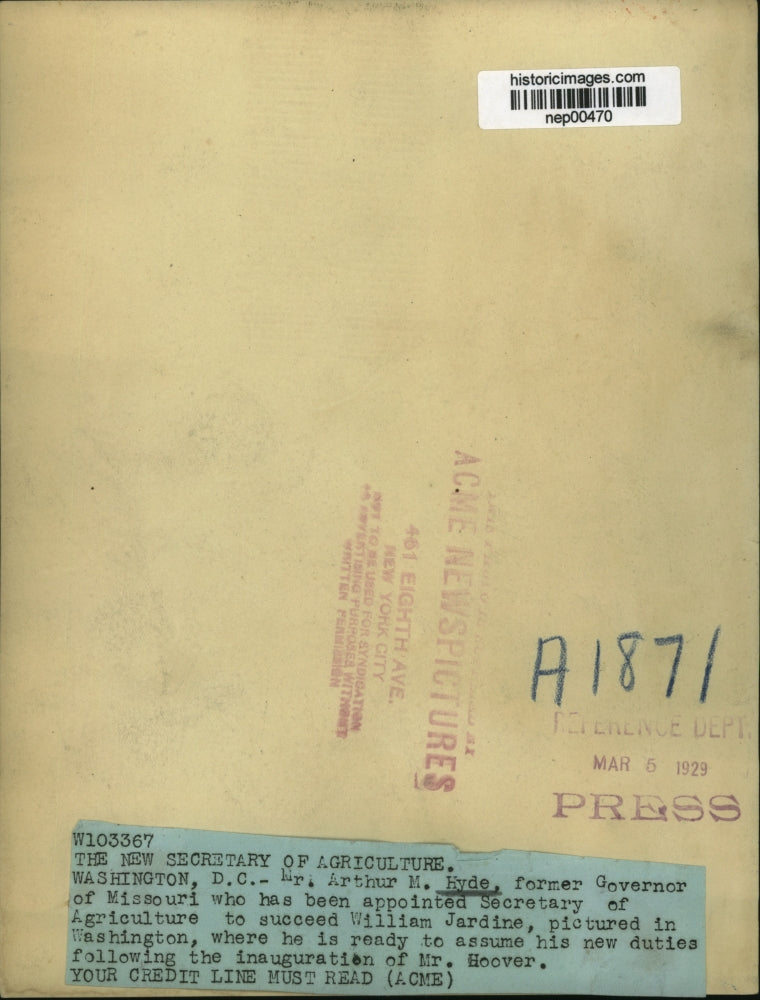 historicimages.com
nep00470
ACME NEWSPICTURES
461 EIGHTH AVE.
NEW YORK CITY
NOT TO BE USED FOR SYNDICATION
OR ADVERTISING PURPOSES WITHOUT
WRITTEN PERMISSION
A1871
REFERENCE DEPT.
MAR 5 1929
PRESS
W103367
THE NEW SECRETARY OF AGRICULTURE.
WASHINGTON, D.C.- Mr. Arthur M. Hyde, former Governor
of Missouri who has been appointed Secretary of
Agriculture to succeed William Jardine, pictured in
Washington, where he is ready to assume his new duties
following the inauguration of Mr. Hoover.
YOUR CREDIT LINE MUST READ (ACME)